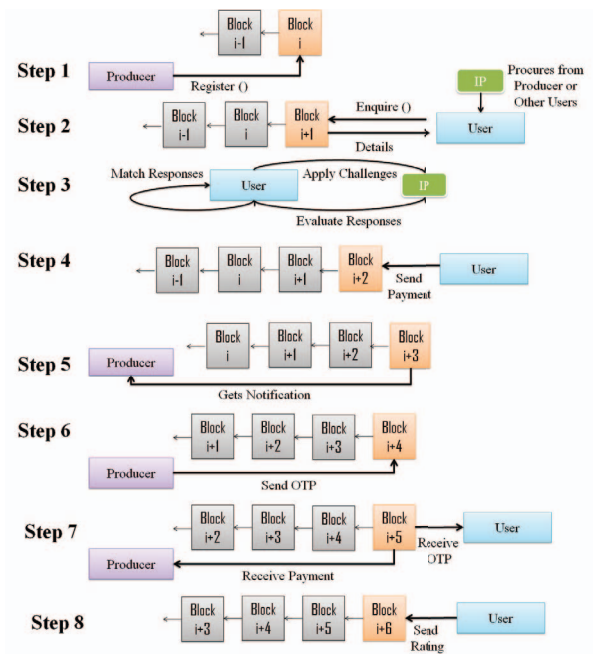 Block
i-1
Block
i
Step 1
Producer
Register ()
IP
Procures from
Producer or
Other Users
Step 2
Block
i-1
Block
i
Block
i+1
Enquire ()
Details
User
Step 3
Match Responses
User
Apply Challenges
IP
Evaluate Responses
Step 4
Block
i-1
Block
i
Block
i+1
Block
i+2
Send
Payment
User
Step 5
Producer
Block
i
Block
i+1
Block
i+2
Block
i+3
Gets Notification
Step 6
Block
i+1
Block
i+2
Block
i+3
Block
i+4
Producer
Send OTP
Step 7
Block
i+2
Block
i+3
Block
i+4
Block
i+5
Receive
OTP
User
Producer
Receive Payment
Step 8
Block
i+3
Block
i+4
Block
i+5
Block
i+6
Send
Rating
User